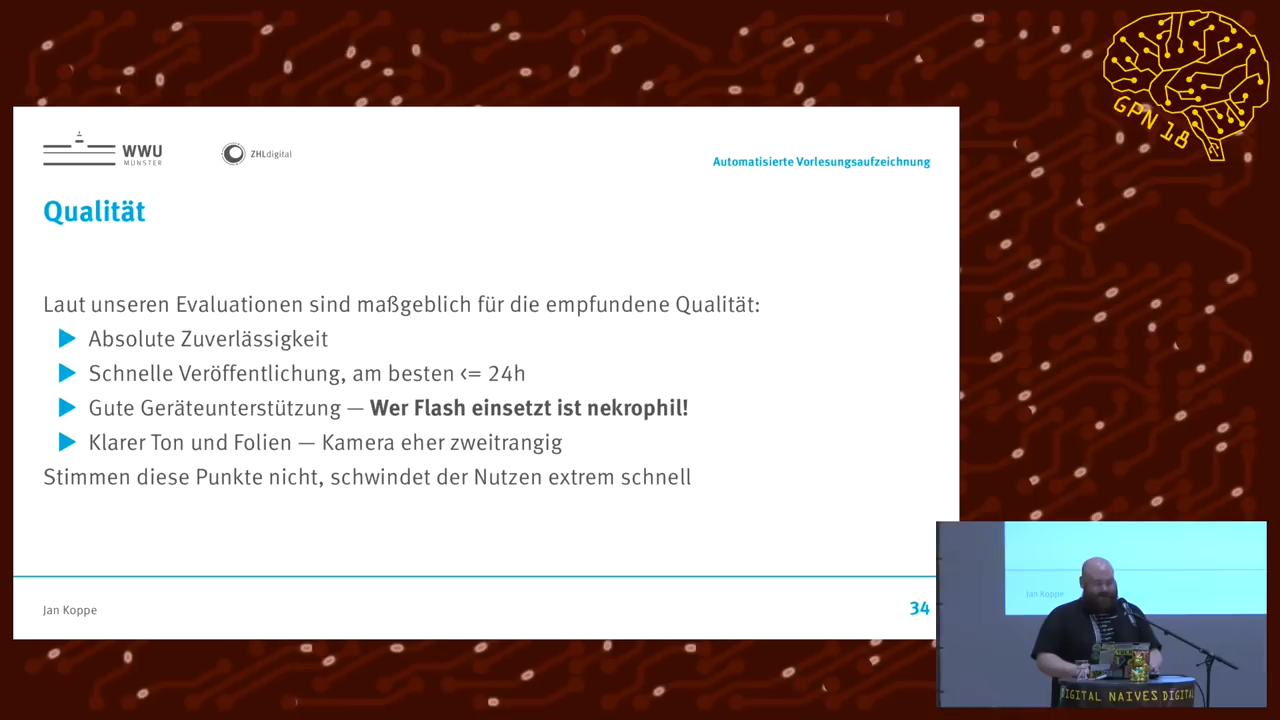 GPN 18
WWU
MÜNSTER
ZHLdigital
Automatisierte Vorlesungsaufzeichnung
Qualität
Laut unseren Evaluationen sind maßgeblich für die empfundene Qualität:
Absolute Zuverlässigkeit
Schnelle Veröffentlichung, am besten <= 24h
Gute Geräteunterstützung — Wer Flash einsetzt ist nekrophil!
Klarer Ton und Folien — Kamera eher zweitrangig
Stimmen diese Punkte nicht, schwindet der Nutzen extrem schnell
Jan Koppe
34
Jan Koppe
DIGITAL NAIVES DIGITAL